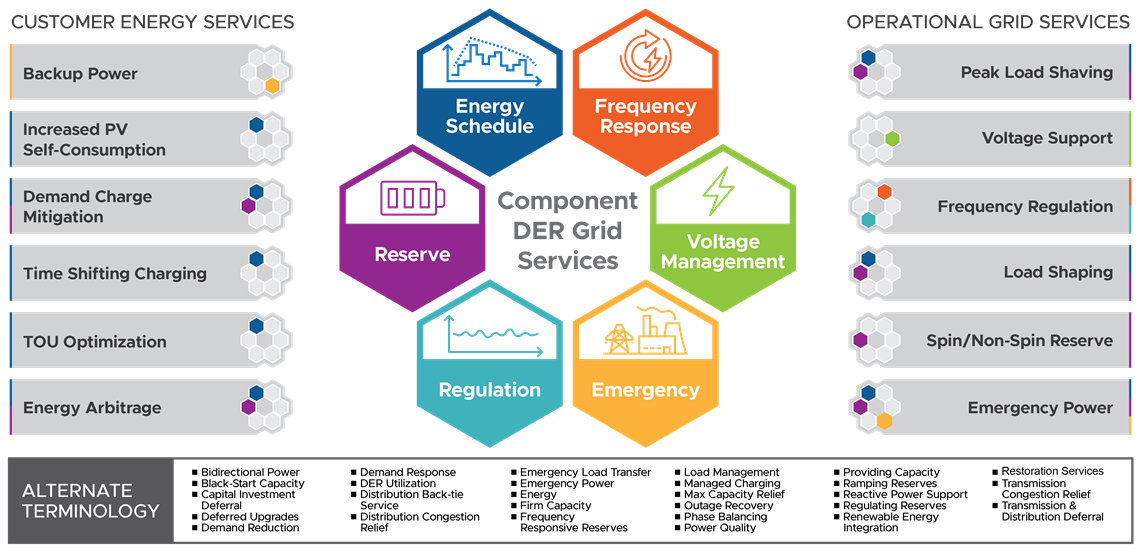 CUSTOMER ENERGY SERVICES
Backup Power
Increased PV
Self-Consumption
Demand Charge
Mitigation
Time Shifting Charging
TOU Optimization
Energy Arbitrage
Energy
Schedule
Frequency
Response
Reserve
Component
DER Grid
Services
Voltage
Management
Regulation
Emergency
OPERATIONAL GRID SERVICES
Peak Load Shaving
Voltage Support
Frequency Regulation
Load Shaping
Spin/Non-Spin Reserve
Emergency Power
ALTERNATE
TERMINOLOGY
■ Bidirectional Power
■ Black-Start Capacity
■ Capital Investment
Deferral
■ Deferred Upgrades
■ Demand Reduction
■ Demand Response
■ DER Utilization
■ Distribution Back-tie
Service
■ Distribution Congestion
Relief
■ Emergency Load Transfer
■ Emergency Power
■ Energy
■ Firm Capacity
■ Frequency
Responsive Reserves
■ Load Management
■ Managed Charging
■ Max Capacity Relief
■ Outage Recovery
■ Phase Balancing
■ Power Quality
■ Providing Capacity
■ Ramping Reserves
■ Reactive Power Support
■ Regulating Reserves
■ Renewable Energy
Integration
■ Restoration Services
■ Transmission
Congestion Relief
■ Transmission &
Distribution Deferral